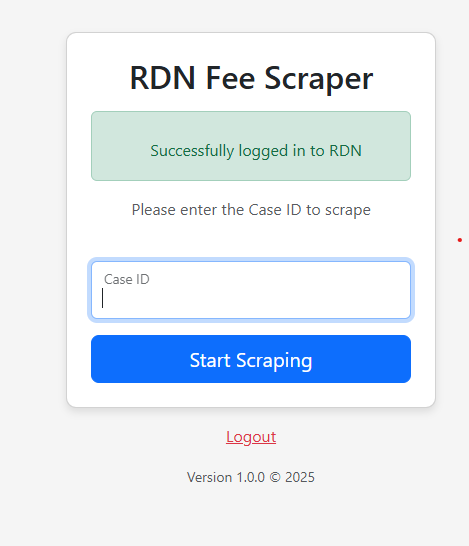 RDN Fee Scraper
Successfully logged in to RDN
Please enter the Case ID to scrape
Case ID
Start Scraping
Logout
Version 1.0.0 © 2025